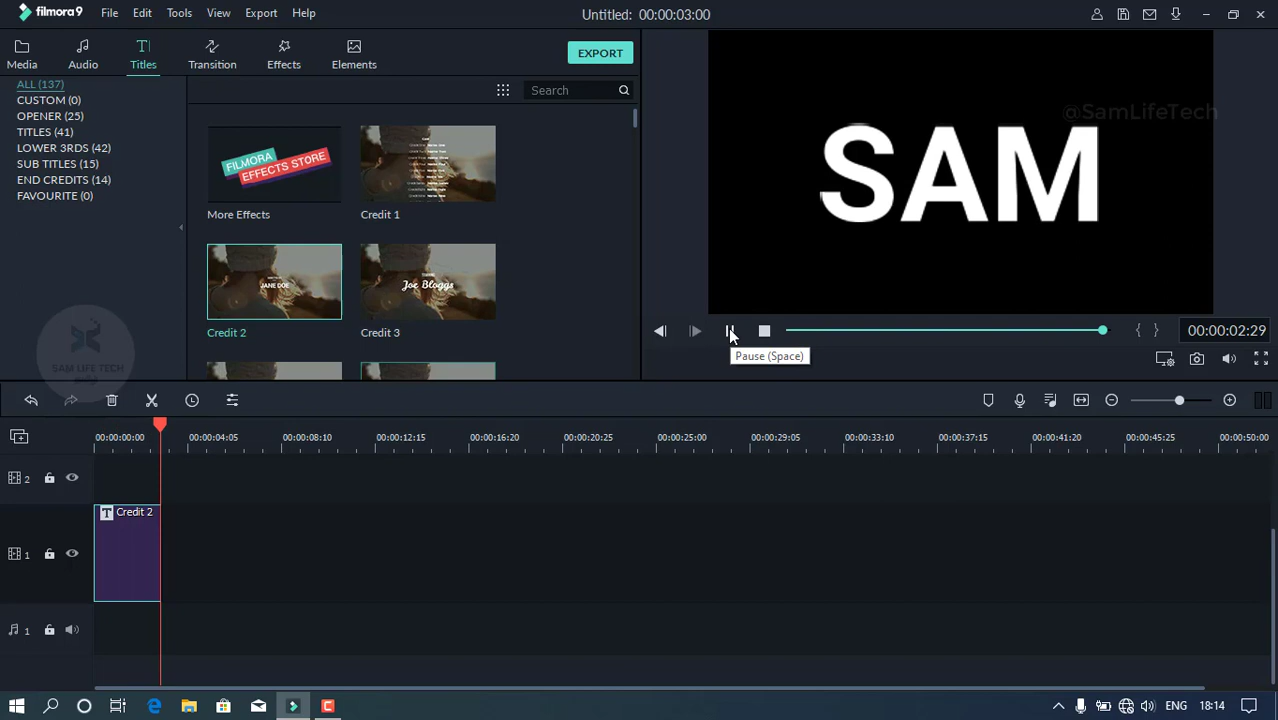 filmora9 File Edit Tools View Export Help Untitled: 00:00:03:00
Media Audio Titles Transition Effects Elements EXPORT
ALL (137)
CUSTOM (0)
OPENER (25)
TITLES (41)
LOWER 3RDS (42)
SUB TITLES (15)
END CREDITS (14)
FAVOURITE (0)
Search
FILMORA
EFFECTS STORE
More Effects
Credit 1
JANE DOE
Credit 2
Joe Bloggs
Credit 3
SAM LIFE TECH
@SamLifeTech
SAM
00:00:02:29
Pause (Space)
00:00:00:00 00:00:04:05 00:00:08:10 00:00:12:15 00:00:16:20 00:00:20:25 00:00:25:00 00:00:29:05 00:00:33:10 00:00:37:15 00:00:41:20 00:00:45:25 00:00:50:00
2
T Credit 2
1
1
ENG 18:14